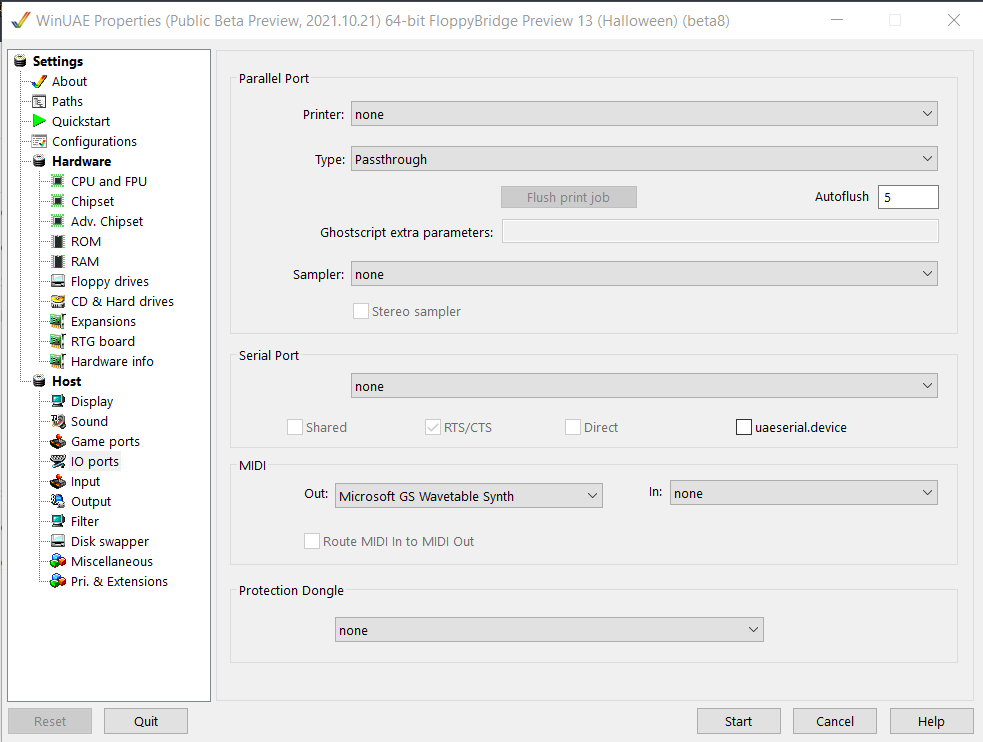 WinUAE Properties (Public Beta Preview, 2021.10.21) 64-bit FloppyBridge Preview 13 (Halloween) (beta8)
Settings
About
Paths
Quickstart
Configurations
Hardware
CPU and FPU
Chipset
Adv. Chipset
ROM
RAM
Floppy drives
CD & Hard drives
Expansions
RTG board
Hardware info
Host
Display
Sound
Game ports
IO ports
Input
Output
Filter
Disk swapper
Miscellaneous
Pri. & Extensions
Parallel Port
Printer: none
Type: Passthrough
Flush print job Autoflush 5
Ghostscript extra parameters:
Sampler: none
Stereo sampler
Serial Port
none
Shared RTS/CTS Direct uaeserial.device
MIDI
Out: Microsoft GS Wavetable Synth In: none
Route MIDI In to MIDI Out
Protection Dongle
none
Reset Quit Start Cancel Help